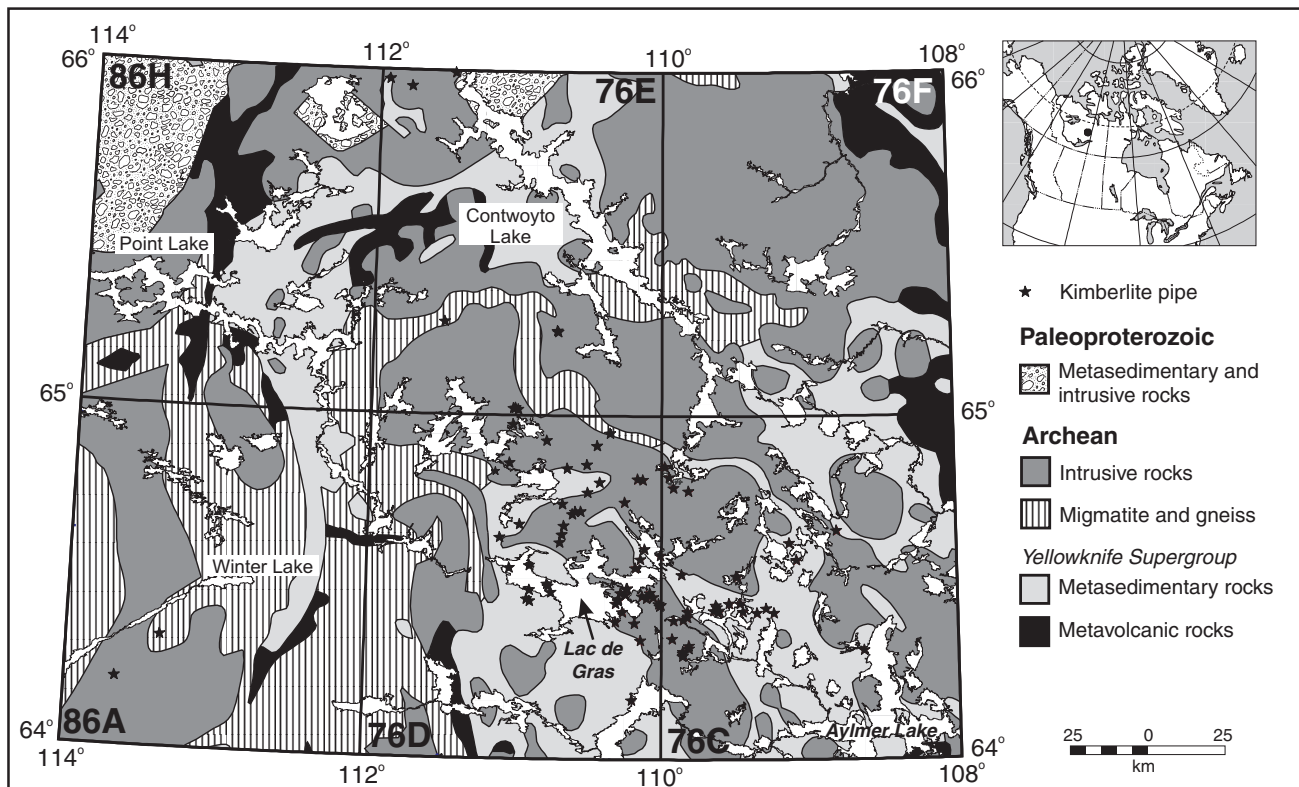 114°
112°
110°
108°
66°
86H
76E
76F
66°
Point Lake
Contwoyto
Lake
65°
65°
Winter Lake
Lac de
Gras
86A
76D
76C
Aylmer Lake
64°
64°
114°
112°
110°
108°
Kimberlite pipe
Paleoproterozoic
Metasedimentary and
intrusive rocks
Archean
Intrusive rocks
Migmatite and gneiss
Yellowknife Supergroup
Metasedimentary rocks
Metavolcanic rocks
25 0 25
km